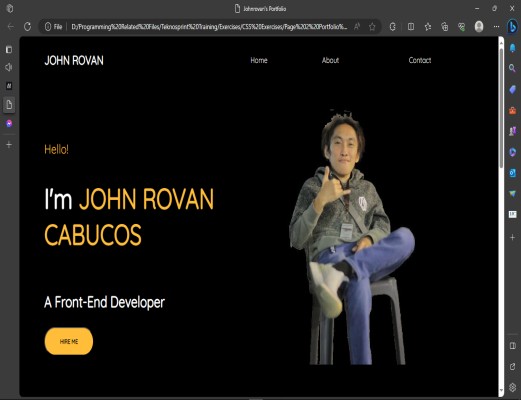 Johnrovan's Portfolio
File
D:/Programming%20Related%20Files/Teknosprint%20Training/Exercises/CSS%20Exercises/Page%202%20Portfolio%...
JOHN ROVAN
Home
About
Contact
Hello!
I'm JOHN ROVAN
CABUCOS
A Front-End Developer
HIRE ME